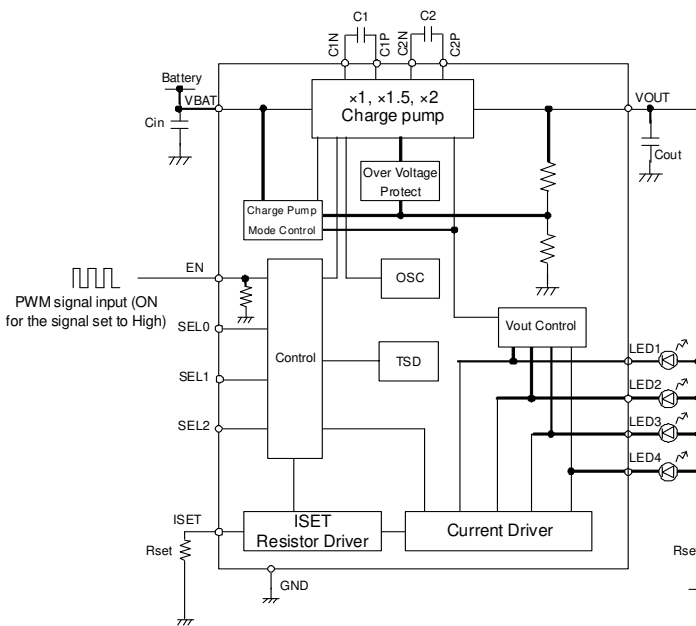 C1
C2
C1N
C1P
C2N
C2P
Battery
VBAT
×1, ×1.5, ×2
Charge pump
VOUT
Cin
Cout
Over Voltage
Protect
Charge Pump
Mode Control
EN
OSC
PWM signal input (ON
for the signal set to High)
SEL0
Vout Control
Control
TSD
LED1
SEL1
LED2
SEL2
LED3
LED4
ISET
ISET
Resistor Driver
Current Driver
Rset
Rse
GND